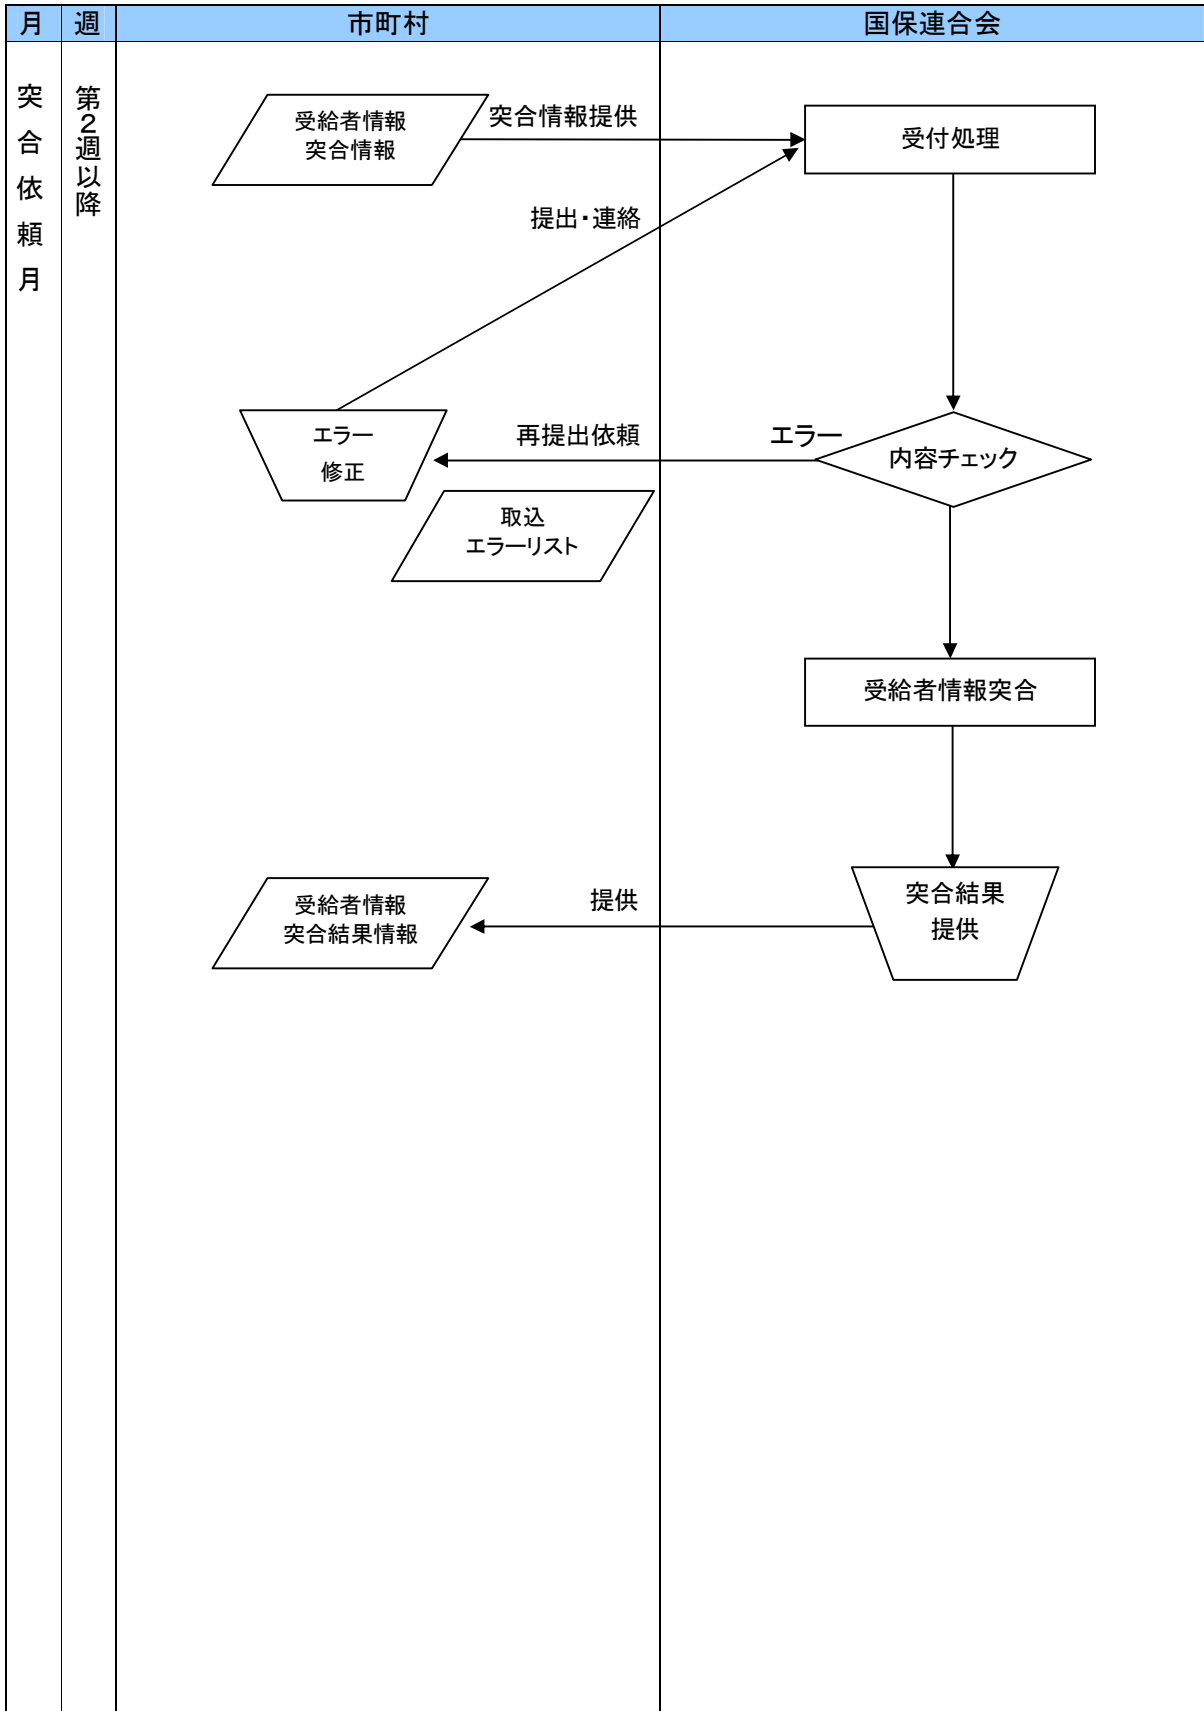 月
週
市町村
国保連合会
突合依頼月
第2週以降
受給者情報
突合情報
突合情報提供
受付処理
提出・連絡
エラー
修正
再提出依頼
エラー
内容チェック
取込
エラーリスト
受給者情報突合
受給者情報
突合結果情報
提供
突合結果
提供